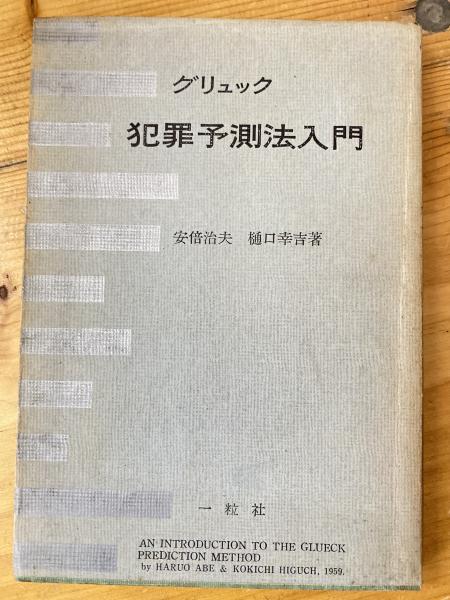 グリュック
犯罪予測法入門
安倍治夫 樋口幸吉著
一粒社
AN INTRODUCTION TO THE GLUECK
PREDICTION METHOD
by HARUO ABE & KOKICHI HIGUCH, 1959.